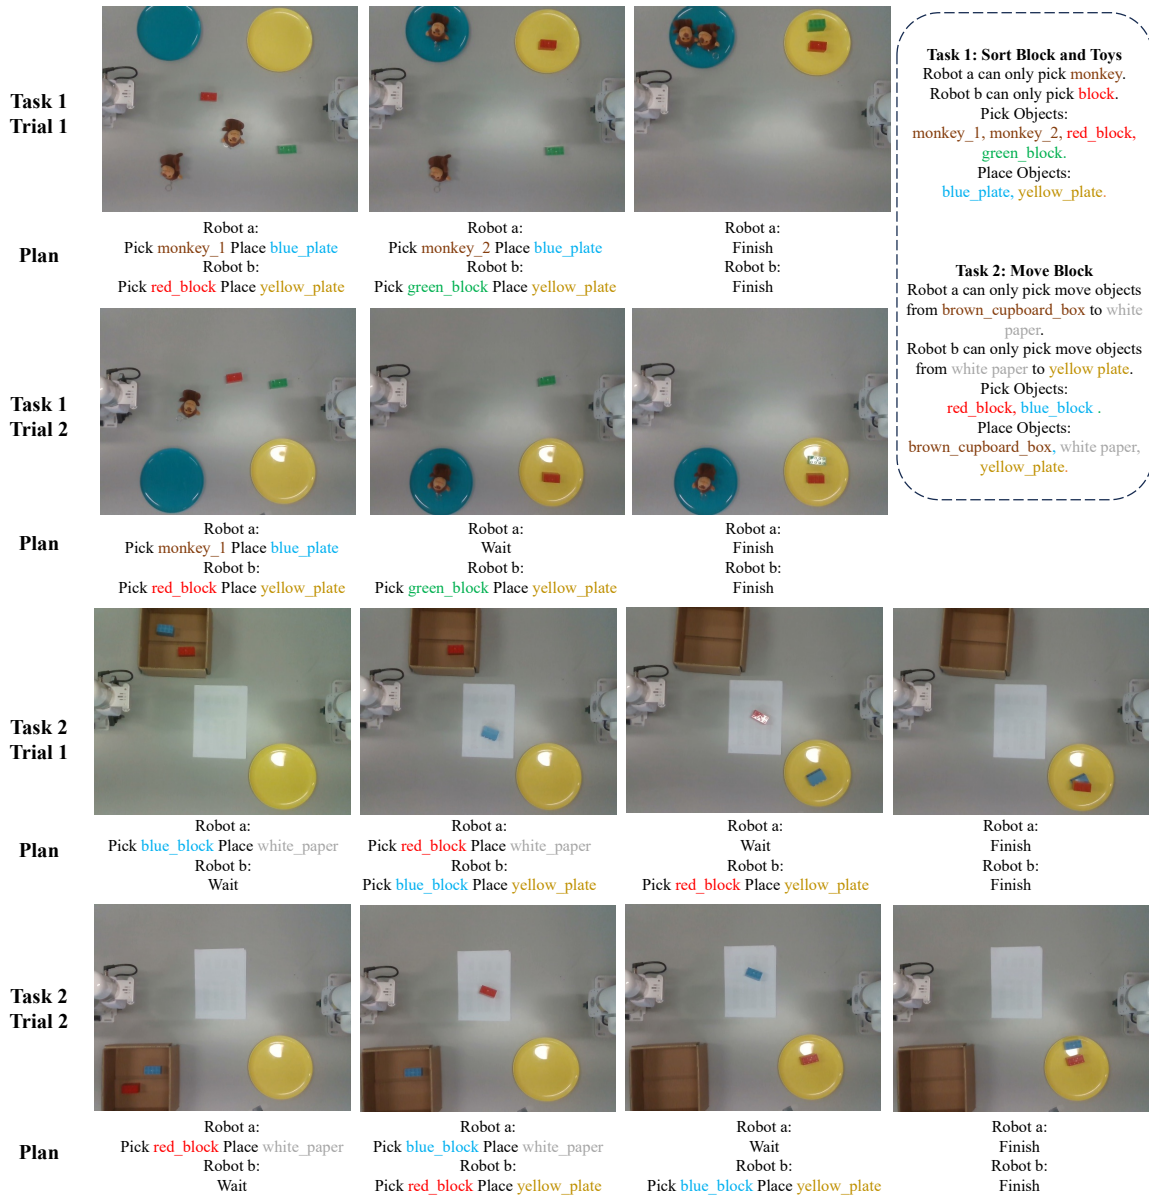 Task 1
Trial 1
Plan
Robot a:
Pick monkey_1 Place blue_plate
Robot b:
Pick red_block Place yellow_plate
Robot a:
Pick monkey_2 Place blue_plate
Robot b:
Pick green_block Place yellow_plate
Robot a:
Finish
Robot b:
Finish
Task 1: Sort Block and Toys
Robot a can only pick monkey.
Robot b can only pick block.
Pick Objects:
monkey_1, monkey_2, red_block,
green_block.
Place Objects:
blue_plate, yellow_plate.
Task 2: Move Block
Robot a can only pick move objects
from brown_cupboard_box to white
paper.
Robot b can only pick move objects
from white paper to yellow plate.
Pick Objects:
red_block, blue_block .
Place Objects:
brown_cupboard_box, white paper,
yellow_plate.
Task 1
Trial 2
Plan
Robot a:
Pick monkey_1 Place blue_plate
Robot b:
Pick red_block Place yellow_plate
Robot a:
Wait
Robot b:
Pick green_block Place yellow_plate
Robot a:
Finish
Robot b:
Finish
Task 2
Trial 1
Plan
Robot a:
Pick blue_block Place white_paper
Robot b:
Wait
Robot a:
Pick red_block Place white_paper
Robot b:
Pick blue_block Place yellow_plate
Robot a:
Wait
Robot b:
Pick red_block Place yellow_plate
Robot a:
Finish
Robot b:
Finish
Task 2
Trial 2
Plan
Robot a:
Pick red_block Place white_paper
Robot b:
Wait
Robot a:
Pick blue_block Place white_paper
Robot b:
Pick red_block Place yellow_plate
Robot a:
Wait
Robot b:
Pick blue_block Place yellow_plate
Robot a:
Finish
Robot b:
Finish